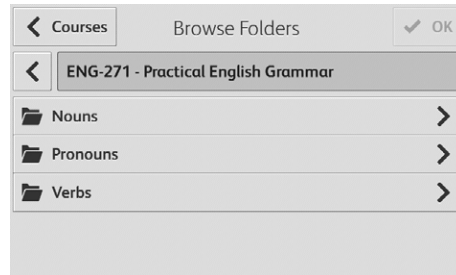 Courses Browse Folders OK
ENG-271 - Practical English Grammar
Nouns
Pronouns
Verbs